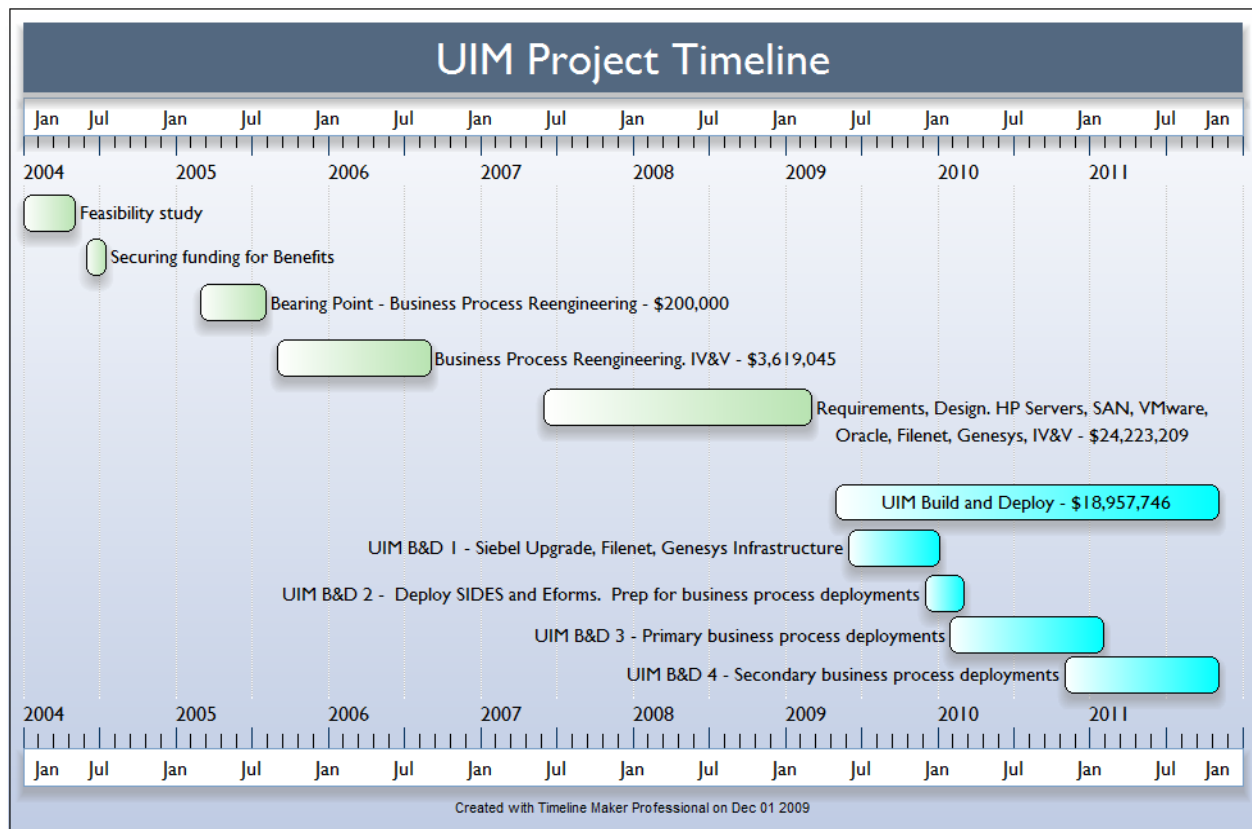 UIM Project Timeline
Jan Jul Jan Jul Jan Jul Jan Jul Jan Jul Jan Jul Jan Jul Jan Jul Jan
2004 2005 2006 2007 2008 2009 2010 2011
Feasibility study
Securing funding for Benefits
Bearing Point - Business Process Reengineering - $200,000
Business Process Reengineering. IV&V - $3,619,045
Requirements, Design. HP Servers, SAN, VMware,
Oracle, Filenet, Genesys, IV&V - $24,223,209
UIM Build and Deploy - $18,957,746
UIM B&D 1 - Siebel Upgrade, Filenet, Genesys Infrastructure
UIM B&D 2 -  Deploy SIDES and Eforms.  Prep for business process deployments
UIM B&D 3 - Primary business process deployments
UIM B&D 4 - Secondary business process deployments
2004 2005 2006 2007 2008 2009 2010 2011
Jan Jul Jan Jul Jan Jul Jan Jul Jan Jul Jan Jul Jan Jul Jan Jul Jan
Created with Timeline Maker Professional on Dec 01 2009